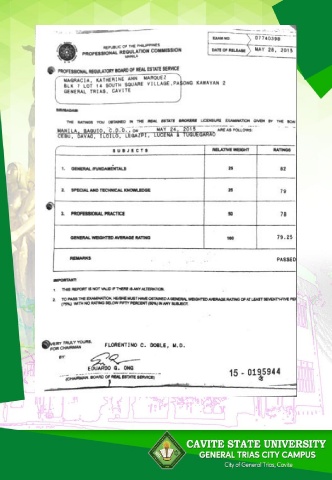 REPUBLIC OF THE PHILIPPINES
PROFESSIONAL REGULATION COMMISSION
MANILA
EXAM NO 07740398
DATE OF RELEASE MAY 28, 2015
PROFESSIONAL REGULATORY BOARD OF REAL ESTATE SERVICE
MAGRACIA, KATHERINE ANN MARQUEZ
BLK 7 LOT 14 SOUTH SQUARE VILLAGE, PASONG KAWAYAN 2
GENERAL TRIAS, CAVITE
SIR/MADAM:
THE RATINGS YOU OBTAINED IN THE REAL ESTATE BROKERS LICENSURE EXAMINATION GIVEN BY THE
MANILA, BAGUIO, C.D.O., ON MAY 24, 2015 ARE AS FOLLOWS:
CEBU, DAVAO, ILOILO, LEGAZPI, LUCENA & TUGUEGARAO
SUBJECTS RELATIVE WEIGHT RATINGS
1. GENERAL/FUNDAMENTALS 25 82
2. SPECIAL AND TECHNICAL KNOWLEDGE 25 79
3. PROFESSIONAL PRACTICE 50 78
GENERAL WEIGHTED AVERAGE RATING 100 79.25
REMARKS PASSED
IMPORTANT:
1 THIS REPORT IS NOT VALID IF THERE IS ANY ALTERATION.
2 TO PASS THE EXAMINATION, HE/SHE MUST HAVE OBTAINED A GENERAL WEIGHTED AVERAGE RATING OF AT LEAST SEVENTY-FIVE PER
(75%) WITH NO RATING BELOW FIFTY PERCENT (50%) IN ANY SUBJECT.
VERY TRULY YOURS,
FOR CHAIRMAN FLORENTINO C. DOBLE, M.D.
BY
EDUARDO G. ONG
(CHAIRMAN, BOARD OF REAL ESTATE SERVICE)
15 - 0195944
CAVITE STATE UNIVERSITY
GENERAL TRIAS CITY CAMPUS
City of General Trias, Cavite